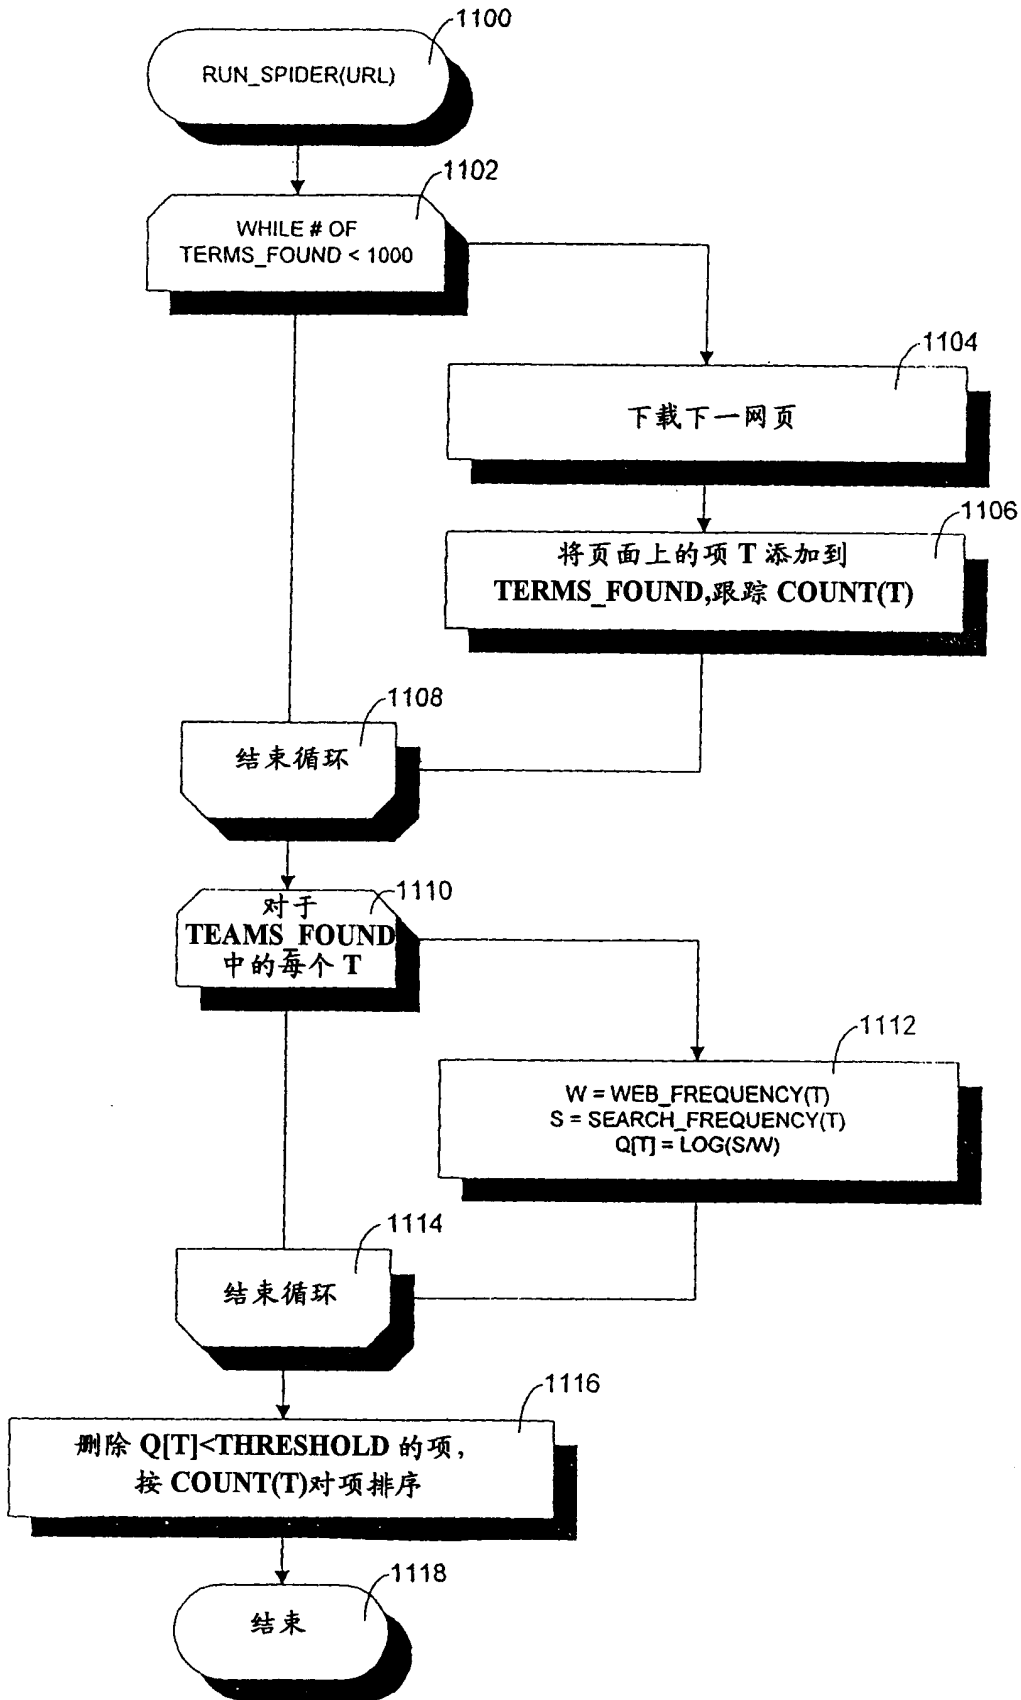 1100
RUN_SPIDER(URL)
1102
WHILE # OF
TERMS_FOUND < 1000
1104
下载下一网页
1106
将页面上的项 T 添加到
TERMS_FOUND,跟踪 COUNT(T)
1108
结束循环
1110
对于
TEAMS_FOUND
中的每个 T
1112
W = WEB_FREQUENCY(T)
S = SEARCH_FREQUENCY(T)
Q[T] = LOG(S/W)
1114
结束循环
1116
删除 Q[T]<THRESHOLD 的项,
按 COUNT(T)对项排序
1118
结束